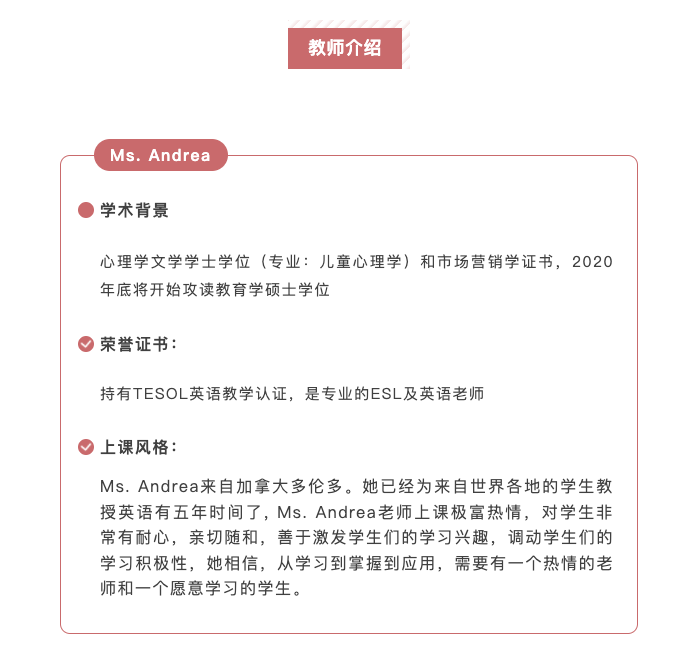 教师介绍
Ms. Andrea
学术背景
心理学文学学士学位（专业：儿童心理学）和市场营销学证书，2020
年底将开始攻读教育学硕士学位
荣誉证书：
持有TESOL英语教学认证，是专业的ESL及英语老师
上课风格：
Ms. Andrea来自加拿大多伦多。她已经为来自世界各地的学生教
授英语有五年时间了, Ms. Andrea老师上课极富热情，对学生非
常有耐心，亲切随和，善于激发学生们的学习兴趣，调动学生们的
学习积极性，她相信，从学习到掌握到应用，需要有一个热情的老
师和一个愿意学习的学生。